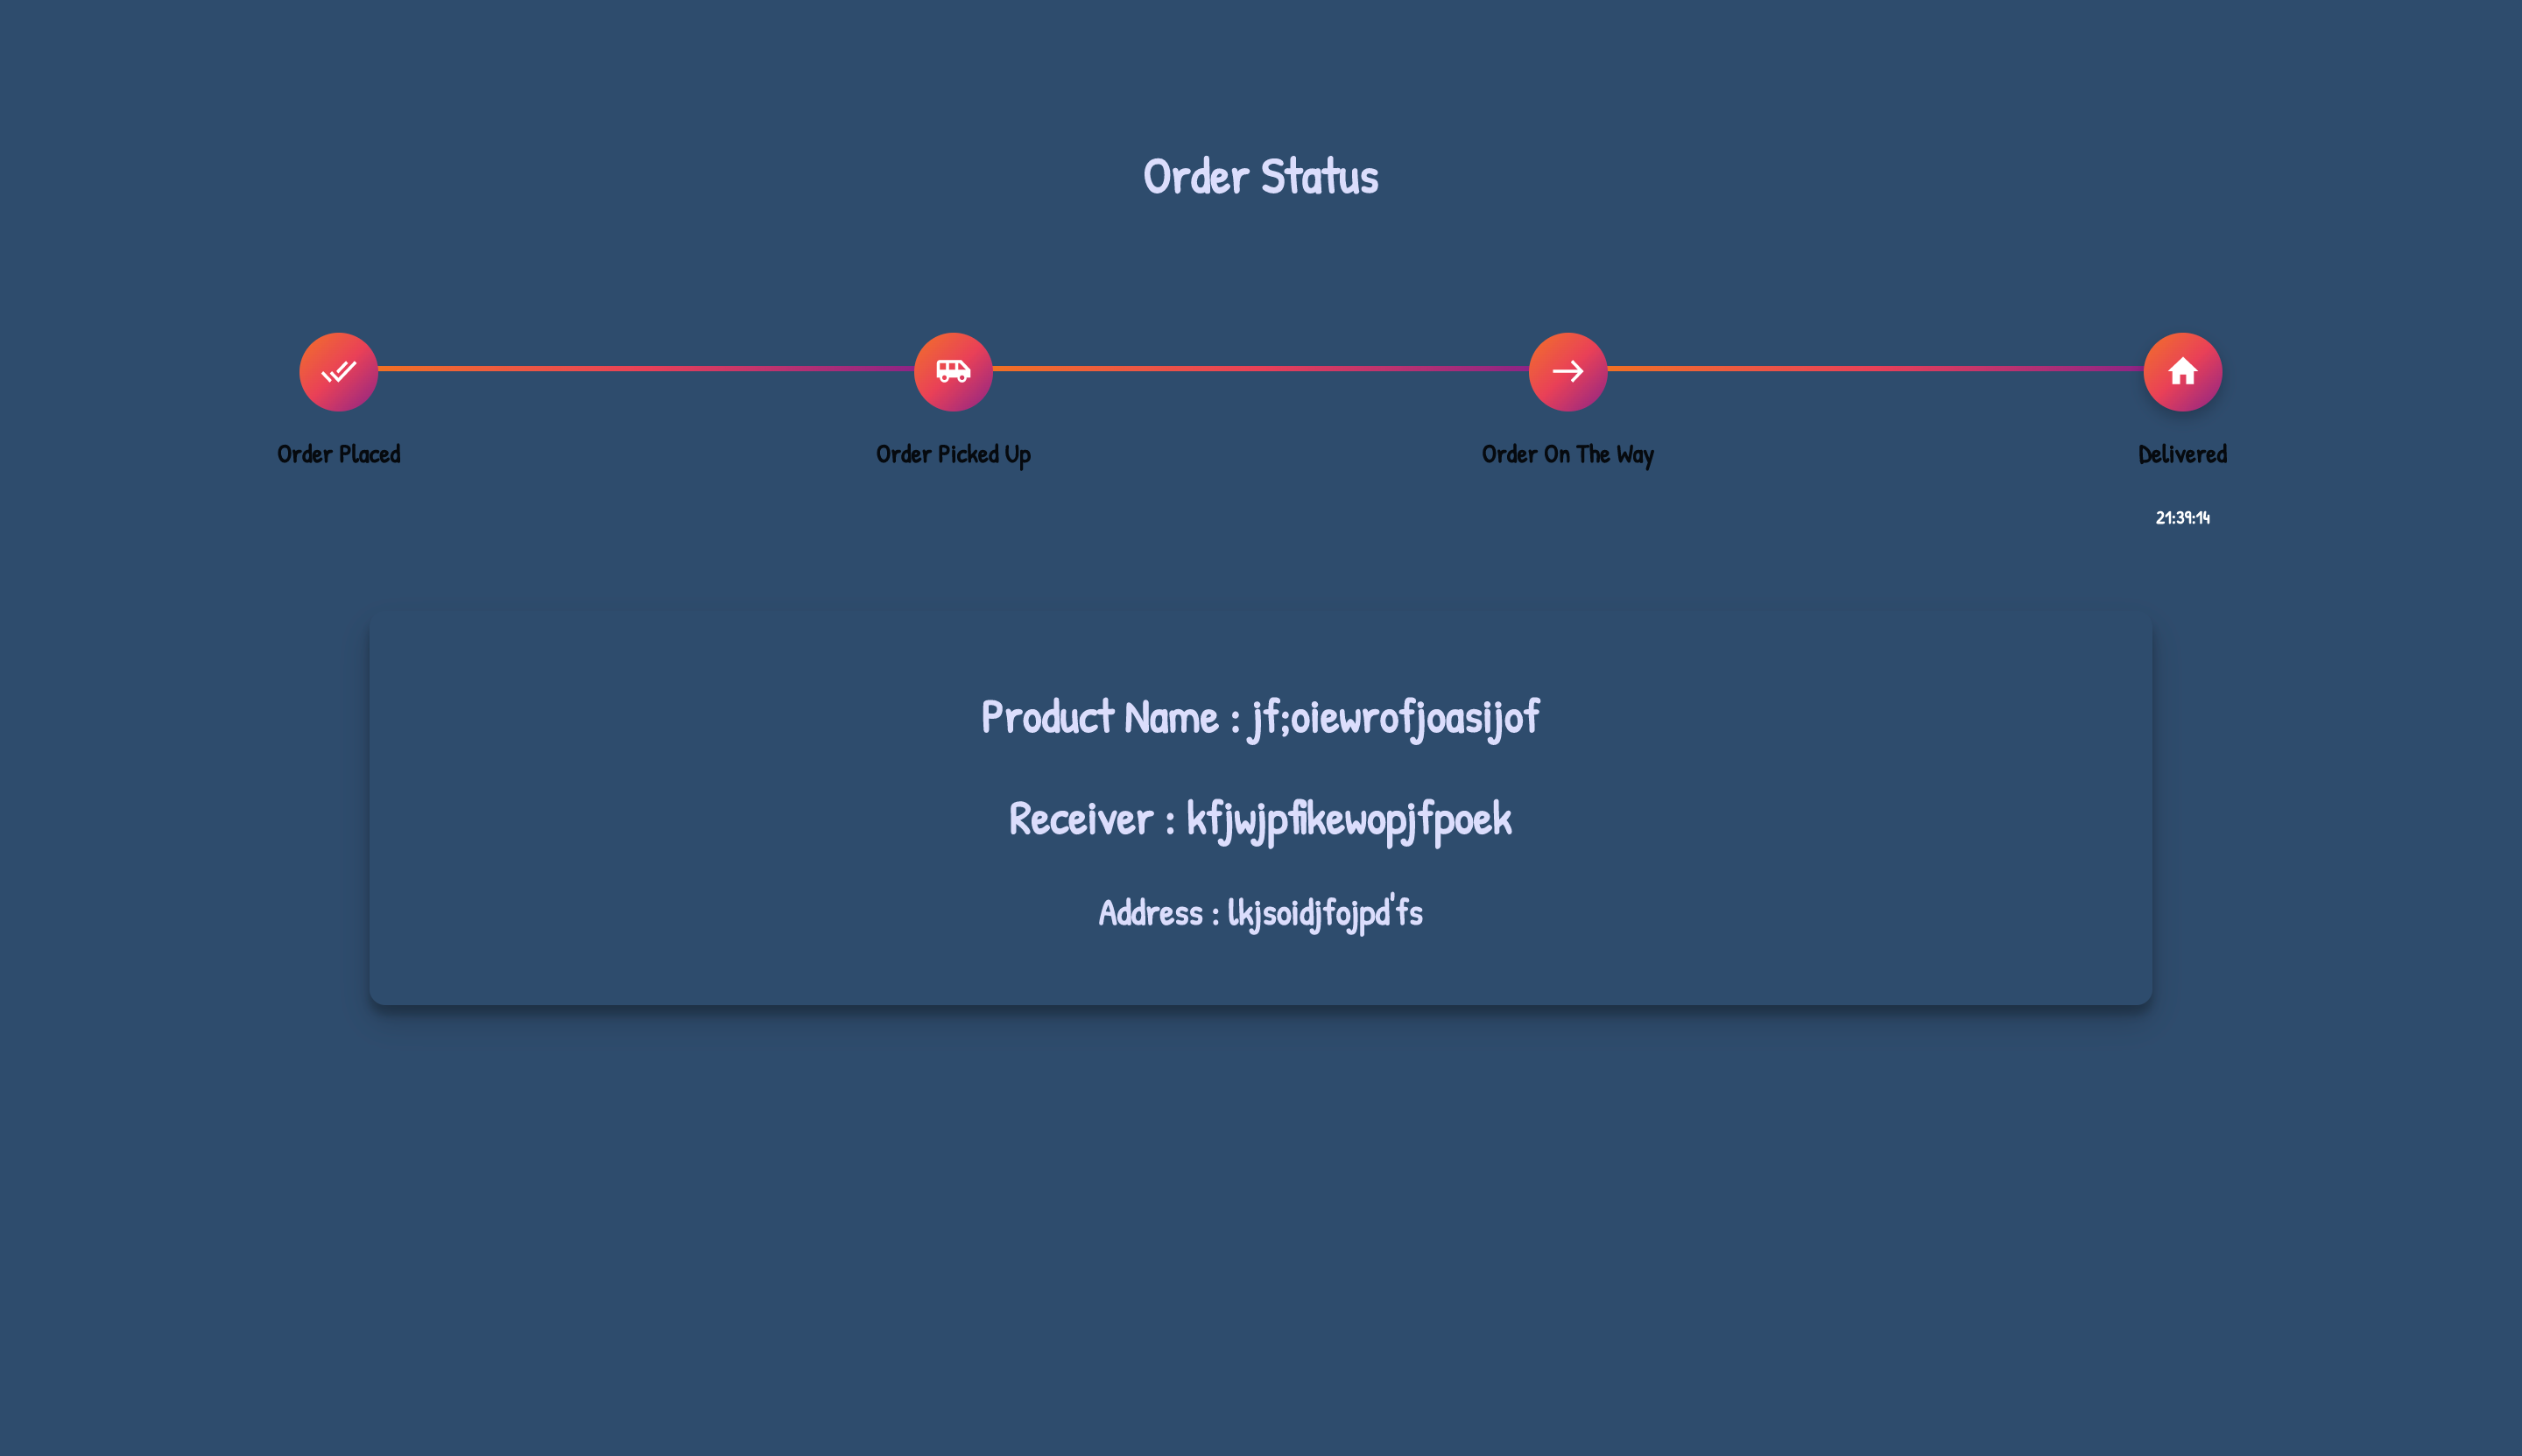 Order Status
Order Placed
Order Picked Up
Order On The Way
Delivered
21:39:14
Product Name : jf;oiewrofjoasijof
Receiver : kfjwjpfikewopjfpoek
Address : lkjsoidjfojpd'fs